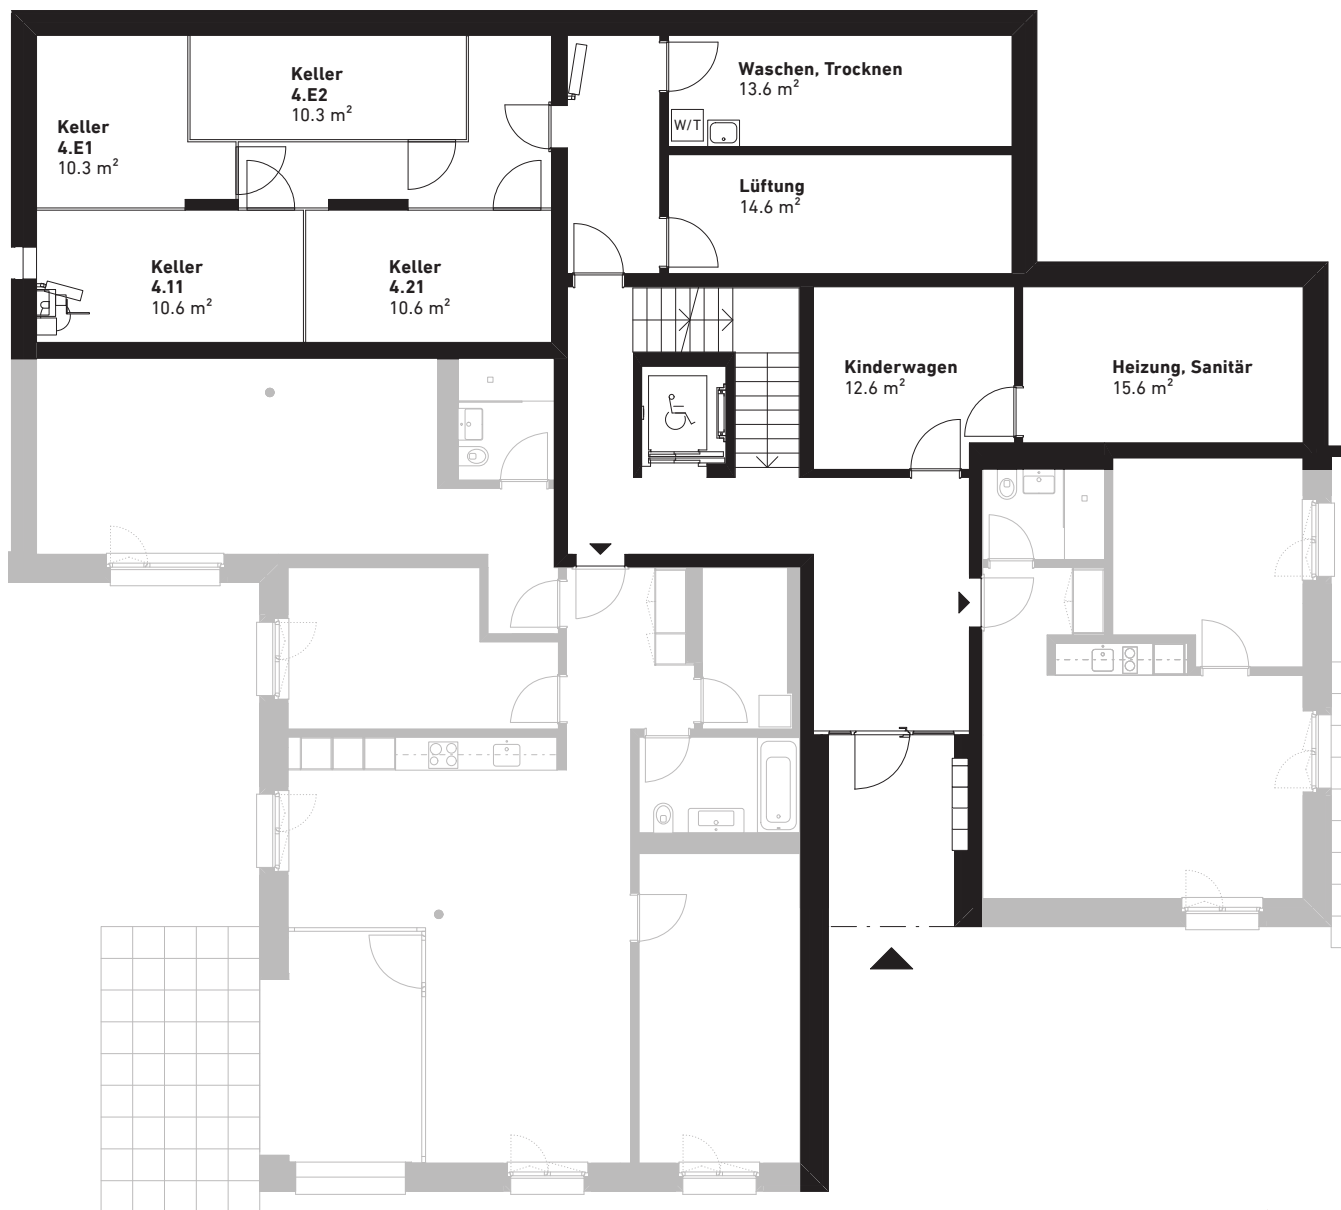 Keller
4.E2
10.3 m²
Waschen, Trocknen
13.6 m²
W/T
Keller
4.E1
10.3 m²
Lüftung
14.6 m²
Keller
4.11
10.6 m²
Keller
4.21
10.6 m²
Kinderwagen
12.6 m²
Heizung, Sanitär
15.6 m²